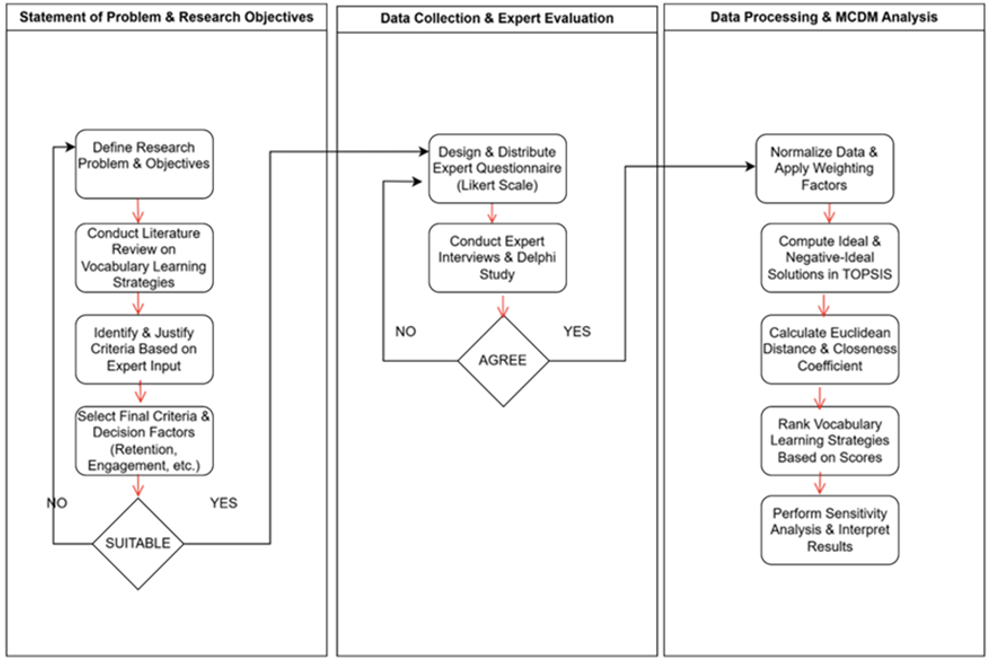 Statement of Problem & Research Objectives
Define Research
Problem & Objectives
Conduct Literature
Review on
Vocabulary Learning
Strategies
Identify & Justify
Criteria Based on
Expert Input
Select Final Criteria &
Decision Factors
(Retention,
Engagement, etc.)
NO
YES
SUITABLE
Data Collection & Expert Evaluation
Design & Distribute
Expert Questionnaire
(Likert Scale)
Conduct Expert
Interviews & Delphi
Study
NO
YES
AGREE
Data Processing & MCDM Analysis
Normalize Data &
Apply Weighting
Factors
Compute Ideal &
Negative-Ideal
Solutions in TOPSIS
Calculate Euclidean
Distance & Closeness
Coefficient
Rank Vocabulary
Learning Strategies
Based on Scores
Perform Sensitivity
Analysis & Interpret
Results